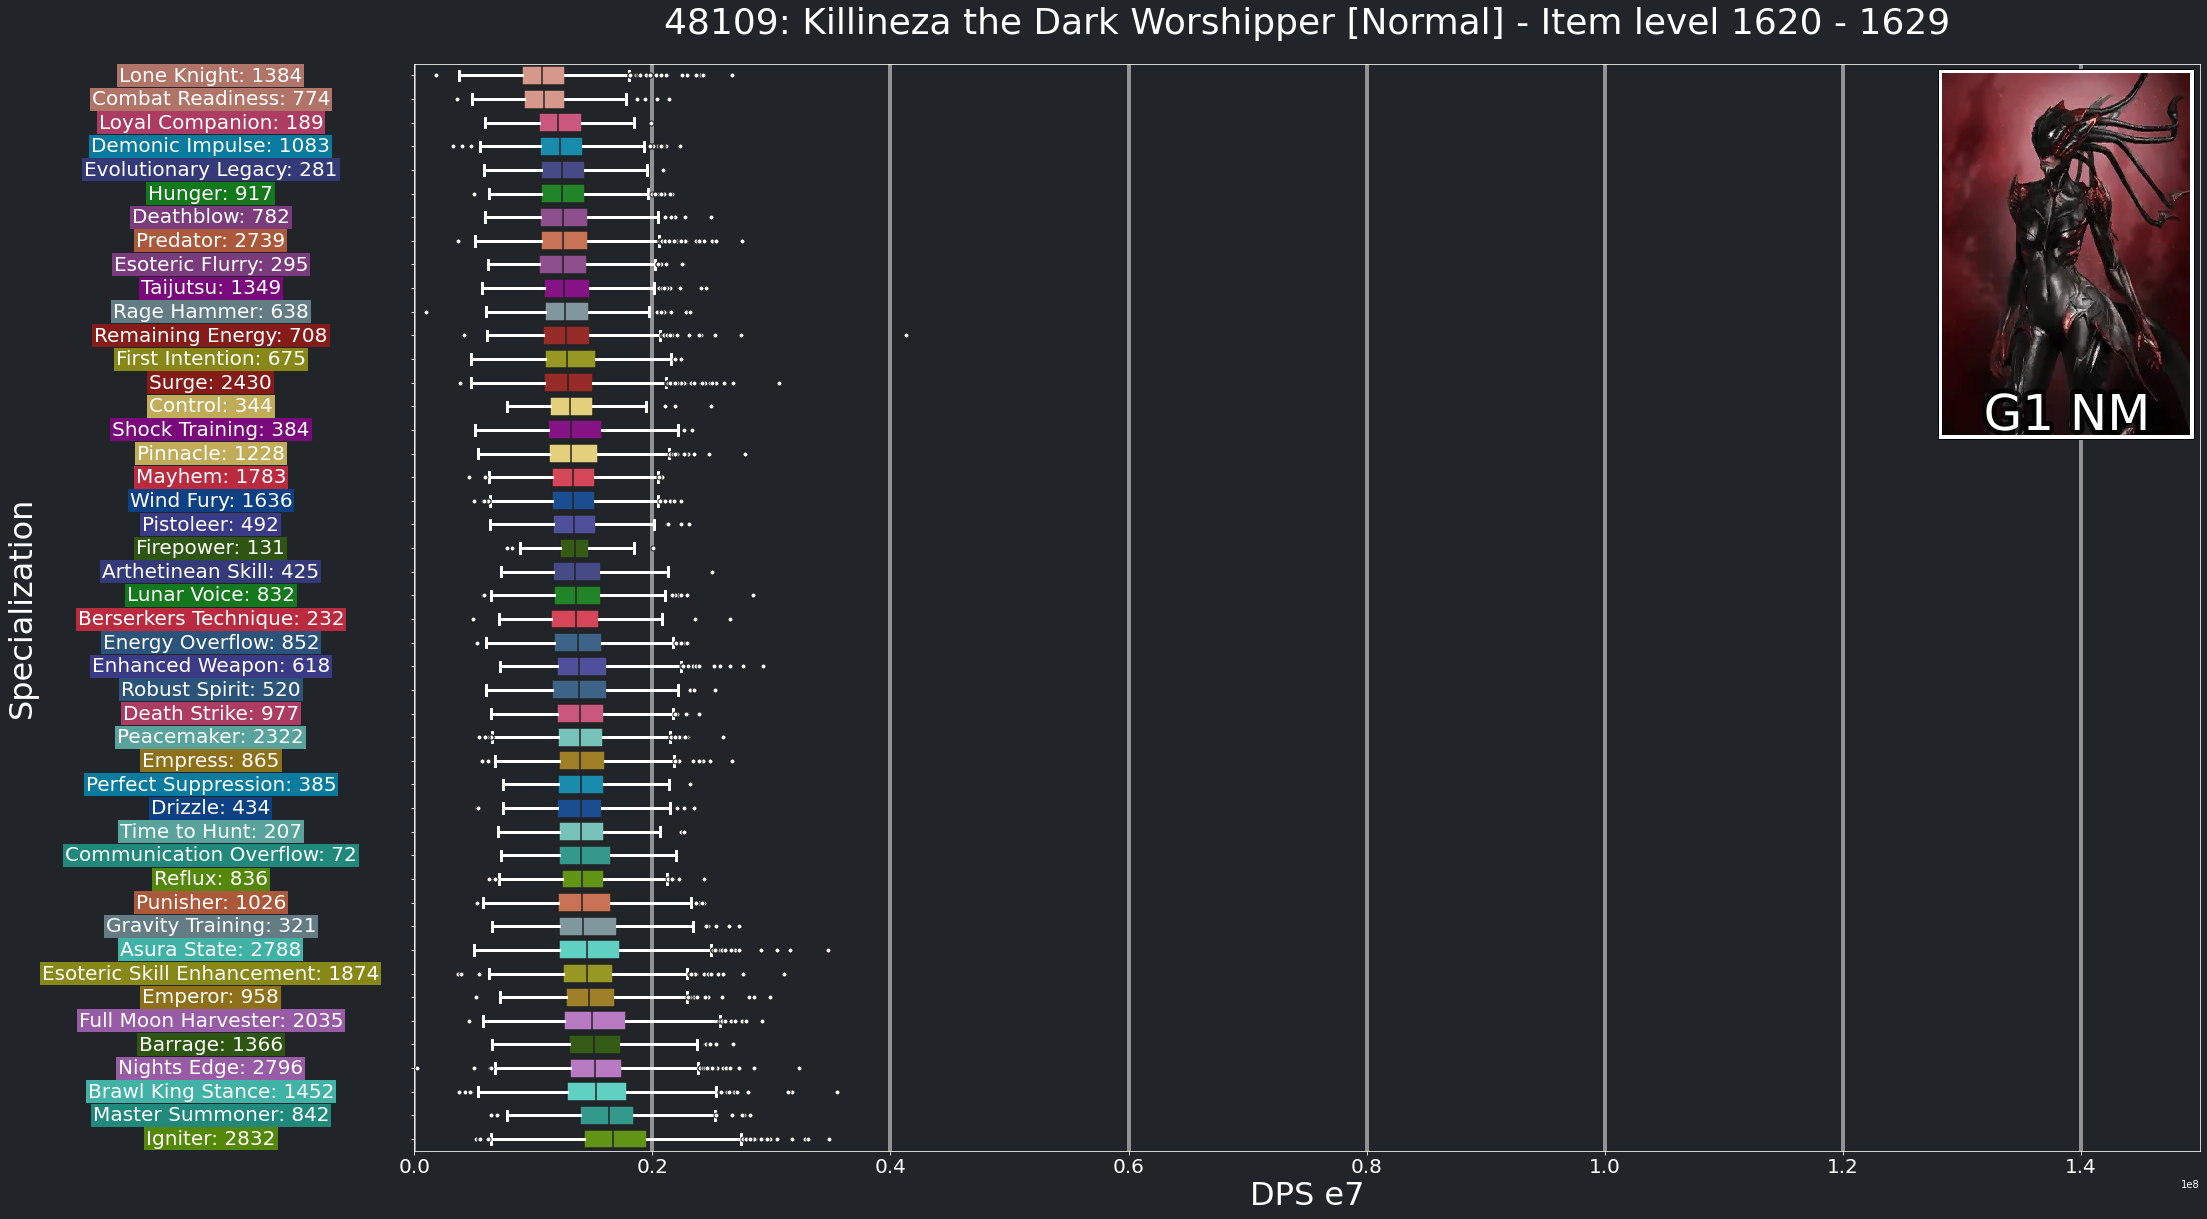 48109: Killineza the Dark Worshipper [Normal] - Item level 1620 - 1629
Lone Knight: 1384
Combat Readiness: 774
Loyal Companion: 189
Demonic Impulse: 1083
Evolutionary Legacy: 281
Hunger: 917
Deathblow: 782
Predator: 2739
Esoteric Flurry: 295
Taijutsu: 1349
Rage Hammer: 638
Remaining Energy: 708
First Intention: 675
Surge: 2430
Control: 344
Shock Training: 384
Pinnacle: 1228
Mayhem: 1783
Wind Fury: 1636
Pistoleer: 492
Firepower: 131
Arthetinean Skill: 425
Lunar Voice: 832
Berserkers Technique: 232
Energy Overflow: 852
Enhanced Weapon: 618
Robust Spirit: 520
Death Strike: 977
Peacemaker: 2322
Empress: 865
Perfect Suppression: 385
Drizzle: 434
Time to Hunt: 207
Communication Overflow: 72
Reflux: 836
Punisher: 1026
Gravity Training: 321
Asura State: 2788
Esoteric Skill Enhancement: 1874
Emperor: 958
Full Moon Harvester: 2035
Barrage: 1366
Nights Edge: 2796
Brawl King Stance: 1452
Master Summoner: 842
Igniter: 2832
Specialization
G1 NM
0.0 0.2 0.4 0.6 0.8 1.0 1.2 1.4
DPS e7
1e8